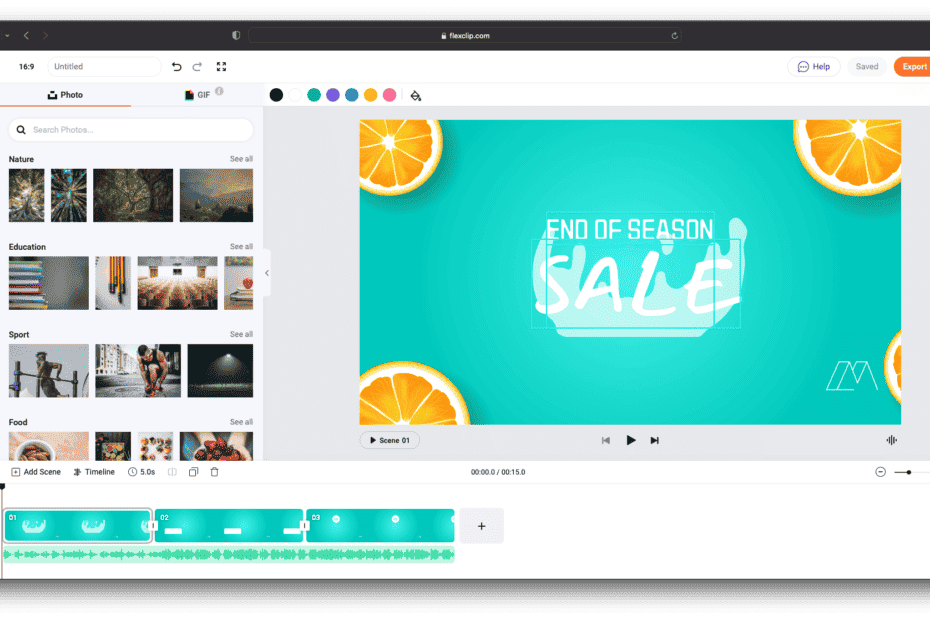 flexclip.com
16:9 Untitled Help Saved Export
Photo GIF
Search Photos...
Nature See all
Education See all
Sport See all
Food See all
END OF SEASON
SALE
Scene 01
Add Scene Timeline 5.0s 00:00.0 / 00:15.0
01 02 03
+